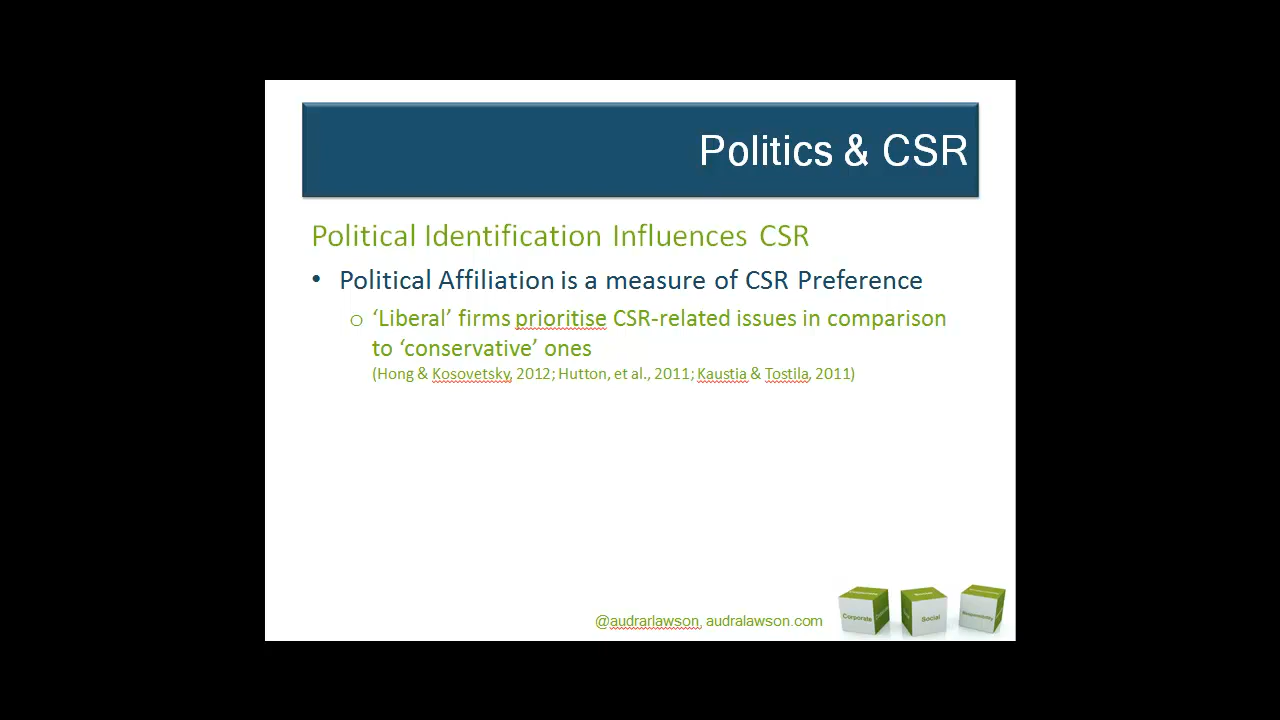 Politics & CSR
Political Identification Influences CSR
• Political Affiliation is a measure of CSR Preference
o ‘Liberal’ firms prioritise CSR-related issues in comparison
to ‘conservative’ ones
(Hong & Kosovetsky, 2012; Hutton, et al., 2011; Kaustia & Tostila, 2011)
@audrarlawson, audralawson.com
Corporate
Social
Responsibility